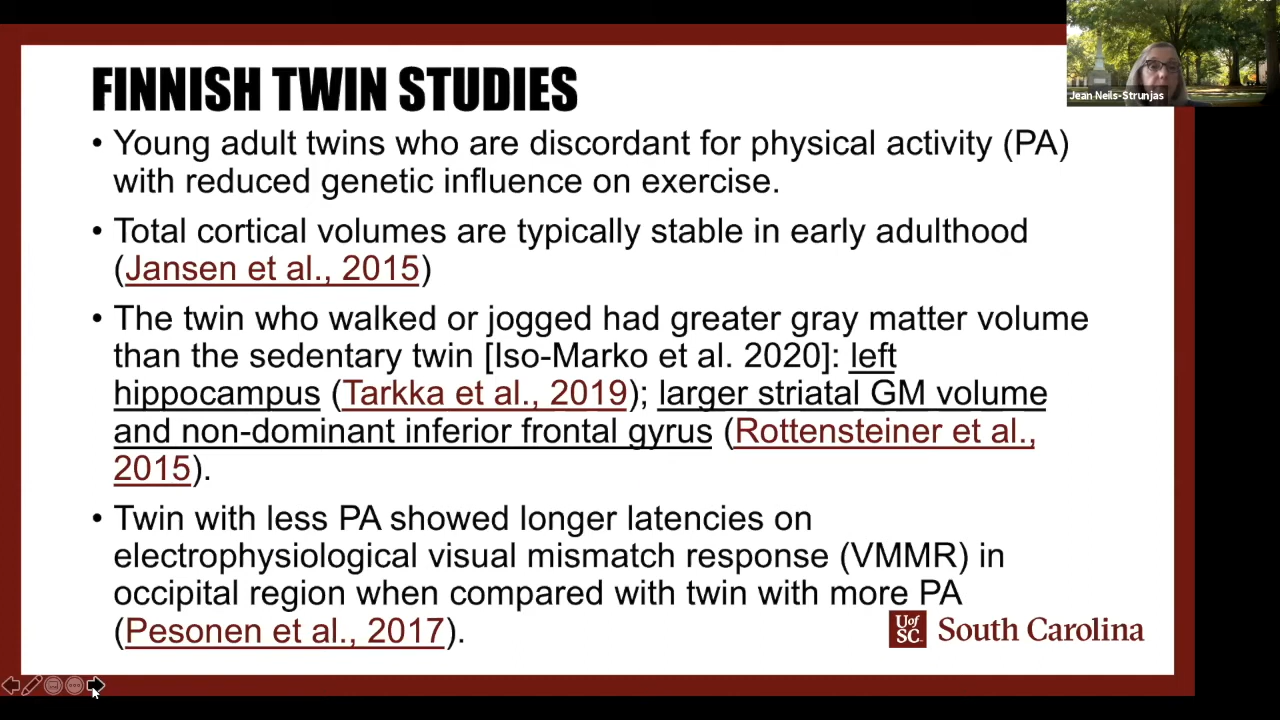 FINNISH TWIN STUDIES
• Young adult twins who are discordant for physical activity (PA)
with reduced genetic influence on exercise.
• Total cortical volumes are typically stable in early adulthood
(Jansen et al., 2015)
• The twin who walked or jogged had greater gray matter volume
than the sedentary twin [Iso-Marko et al. 2020]: left
hippocampus (Tarkka et al., 2019); larger striatal GM volume
and non-dominant inferior frontal gyrus (Rottensteiner et al.,
2015).
• Twin with less PA showed longer latencies on
electrophysiological visual mismatch response (VMMR) in
occipital region when compared with twin with more PA
(Pesonen et al., 2017).
UofSC South Carolina
Jean Neils-Strunjas